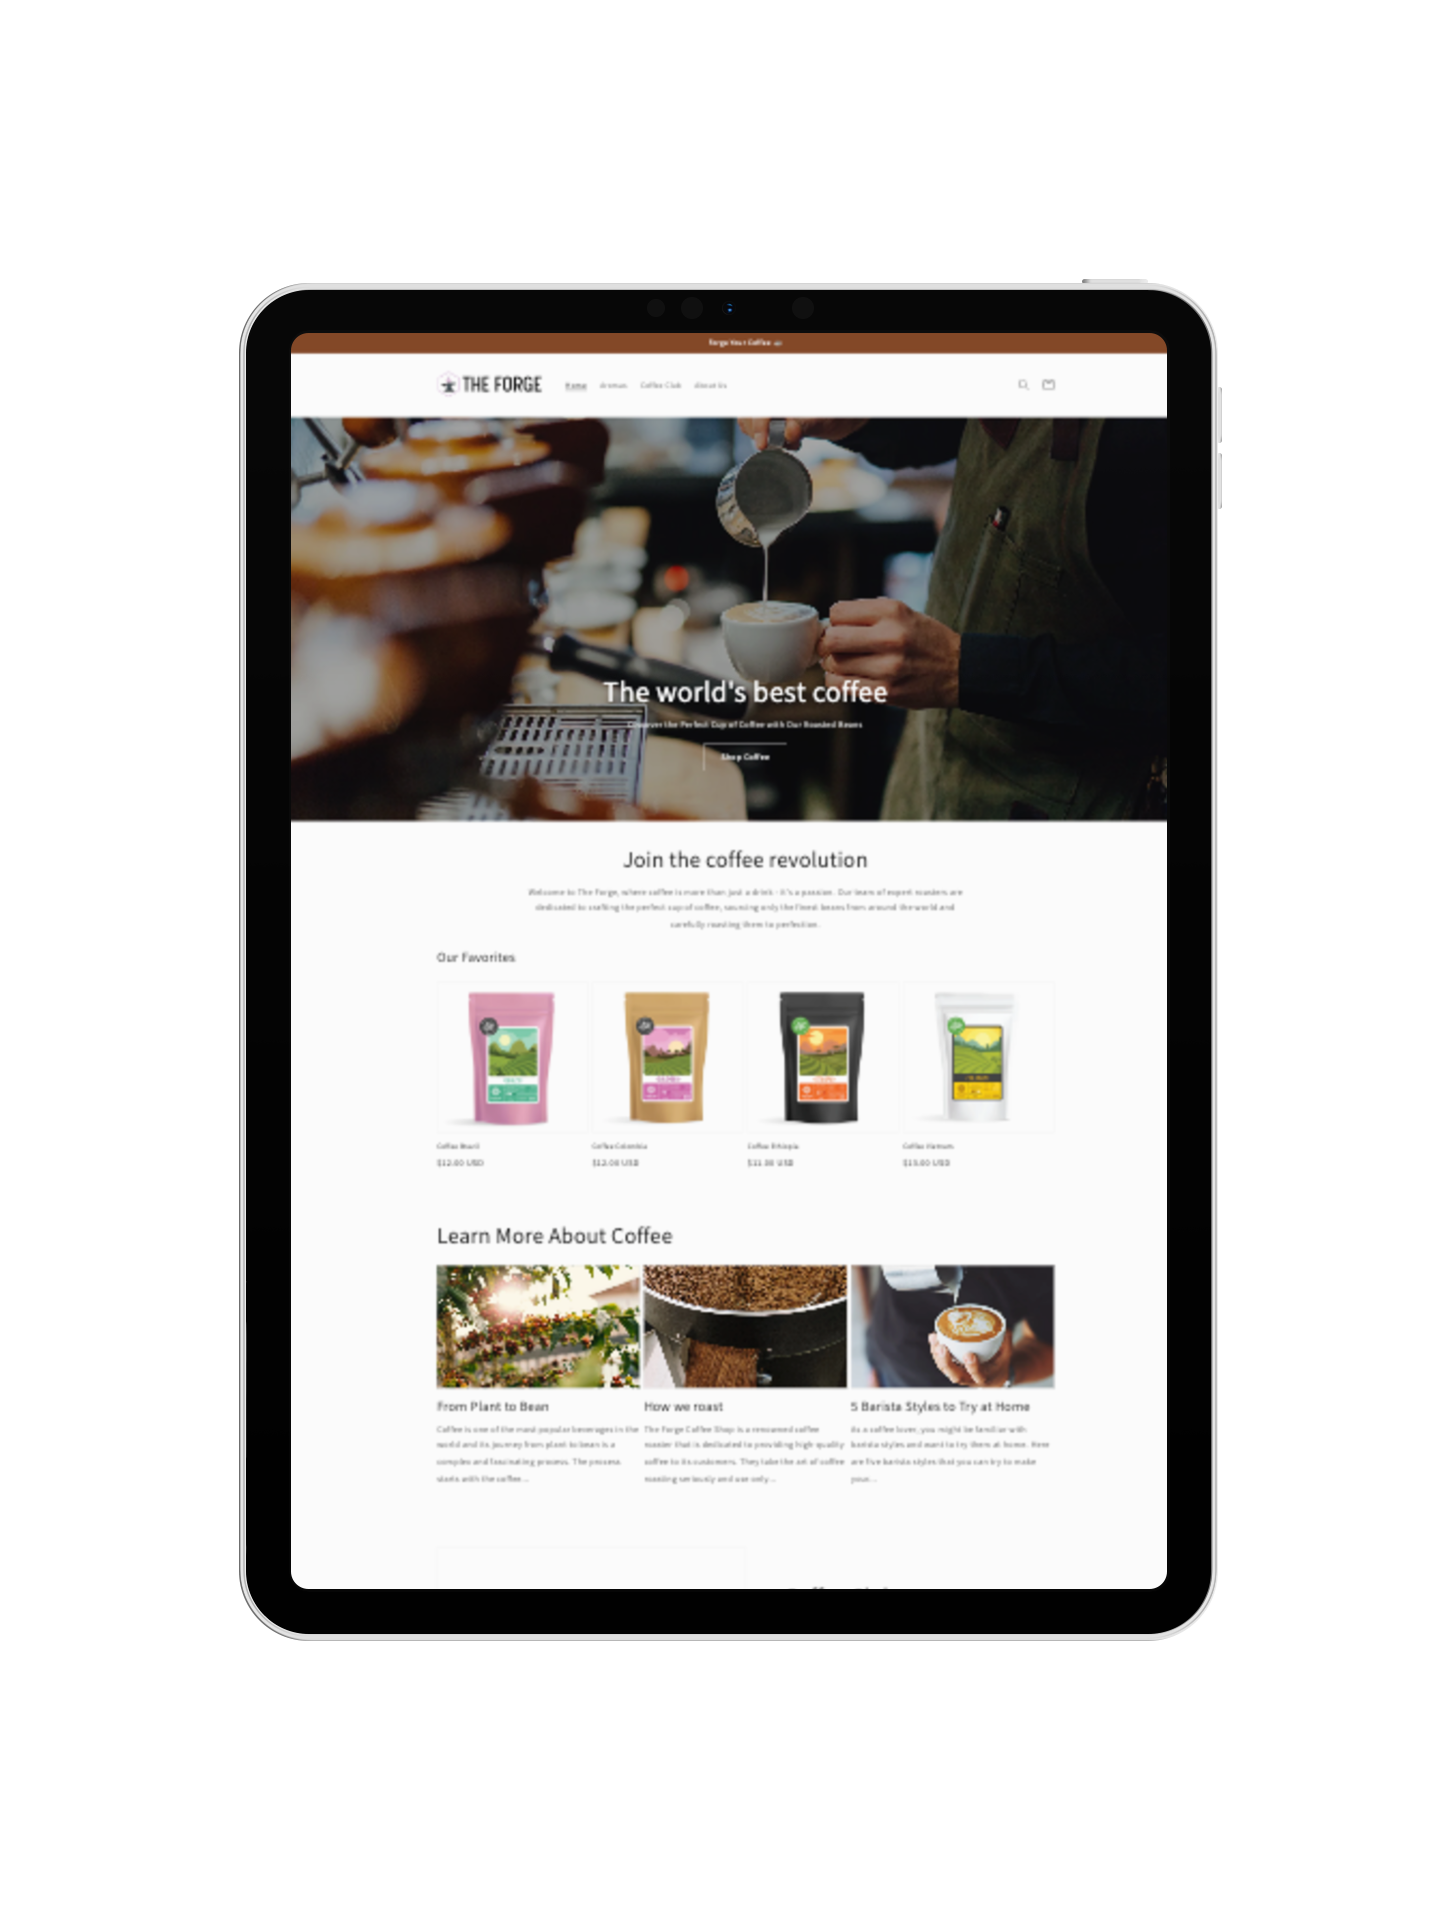 Forge Your Coffee
THE FORGE
Home Aromas Coffee Club About Us
The world's best coffee
Discover the Perfect Cup of Coffee with Our Roasted Beans
Shop Coffee
Join the coffee revolution
Welcome to The Forge, where coffee is more than just a drink - it's a passion. Our team of expert roasters are
dedicated to crafting the perfect cup of coffee, sourcing only the finest beans from around the world and
carefully roasting them to perfection.
Our Favorites
Coffee Brazil
Coffee Colombia
Coffee Ethiopia
Coffee Vietnam
$12.00 USD
$12.00 USD
$11.00 USD
Learn More About Coffee
From Plant to Bean
Coffee is one of the most popular beverages in the
world and its journey from plant to bean is a
complex and fascinating process. The process
starts with the coffee...
How we roast
The Forge Coffee Shop is a renowned coffee
roaster that is dedicated to providing high quality
coffee to its customers. They take the art of coffee
roasting seriously and use only...
5 Barista Styles to Try at Home
As a coffee lover, you might be familiar with
barista styles and want to try them at home. Here
are five barista styles that you can try to make
your...